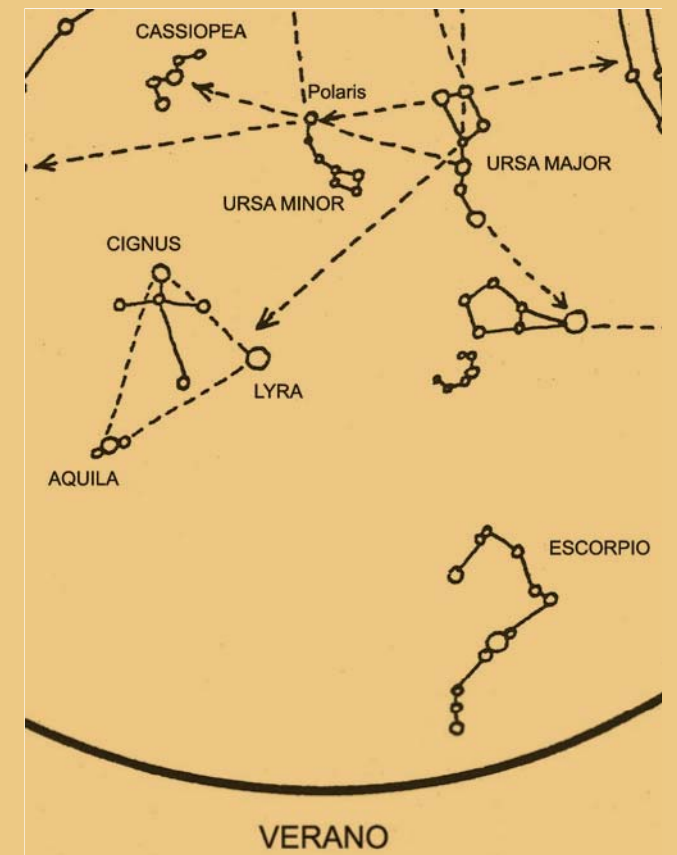 CASSIOPEA
Polaris
URSA MAJOR
URSA MINOR
CIGNUS
LYRA
AQUILA
ESCORPIO
VERANO